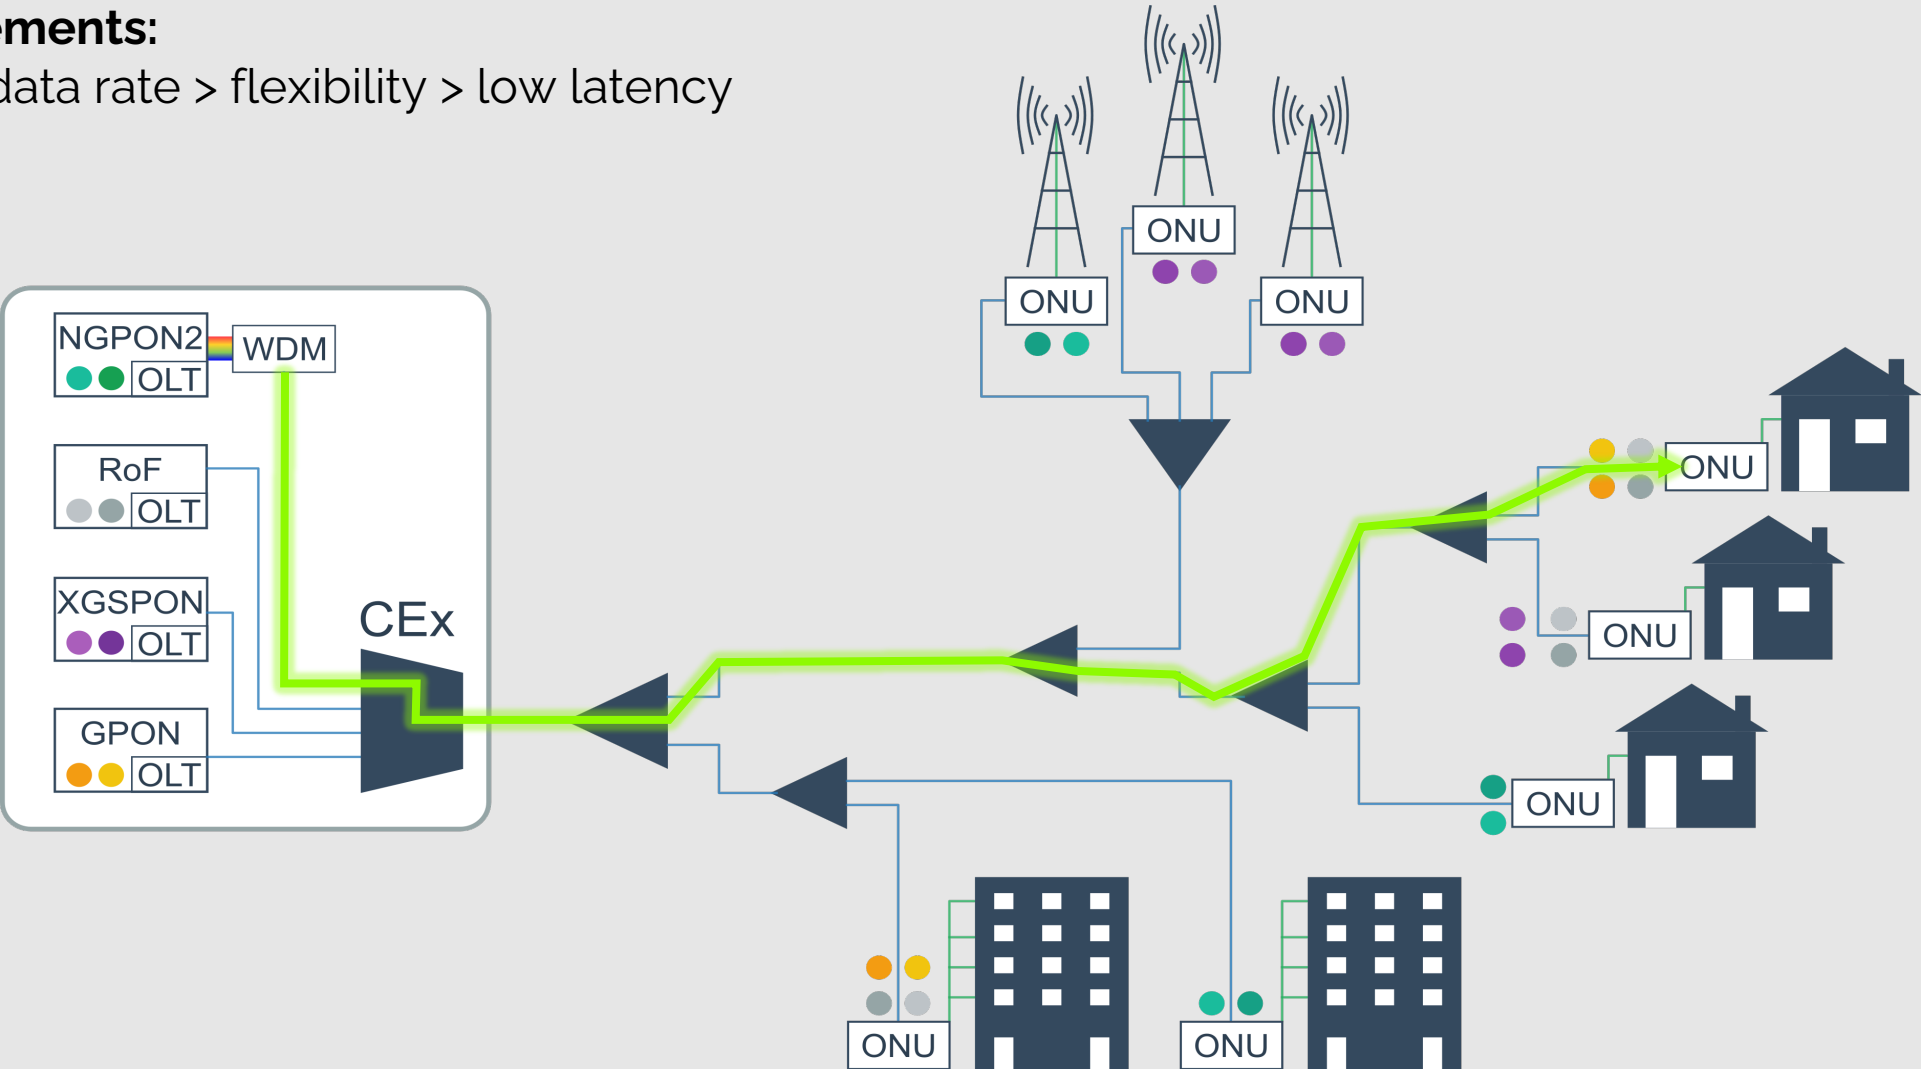 ements:
data rate > flexibility > low latency
ONU
ONU
ONU
NGPON2
OLT
WDM
RoF
OLT
XGSPON
OLT
GPON
OLT
CEx
ONU
ONU
ONU
ONU
ONU